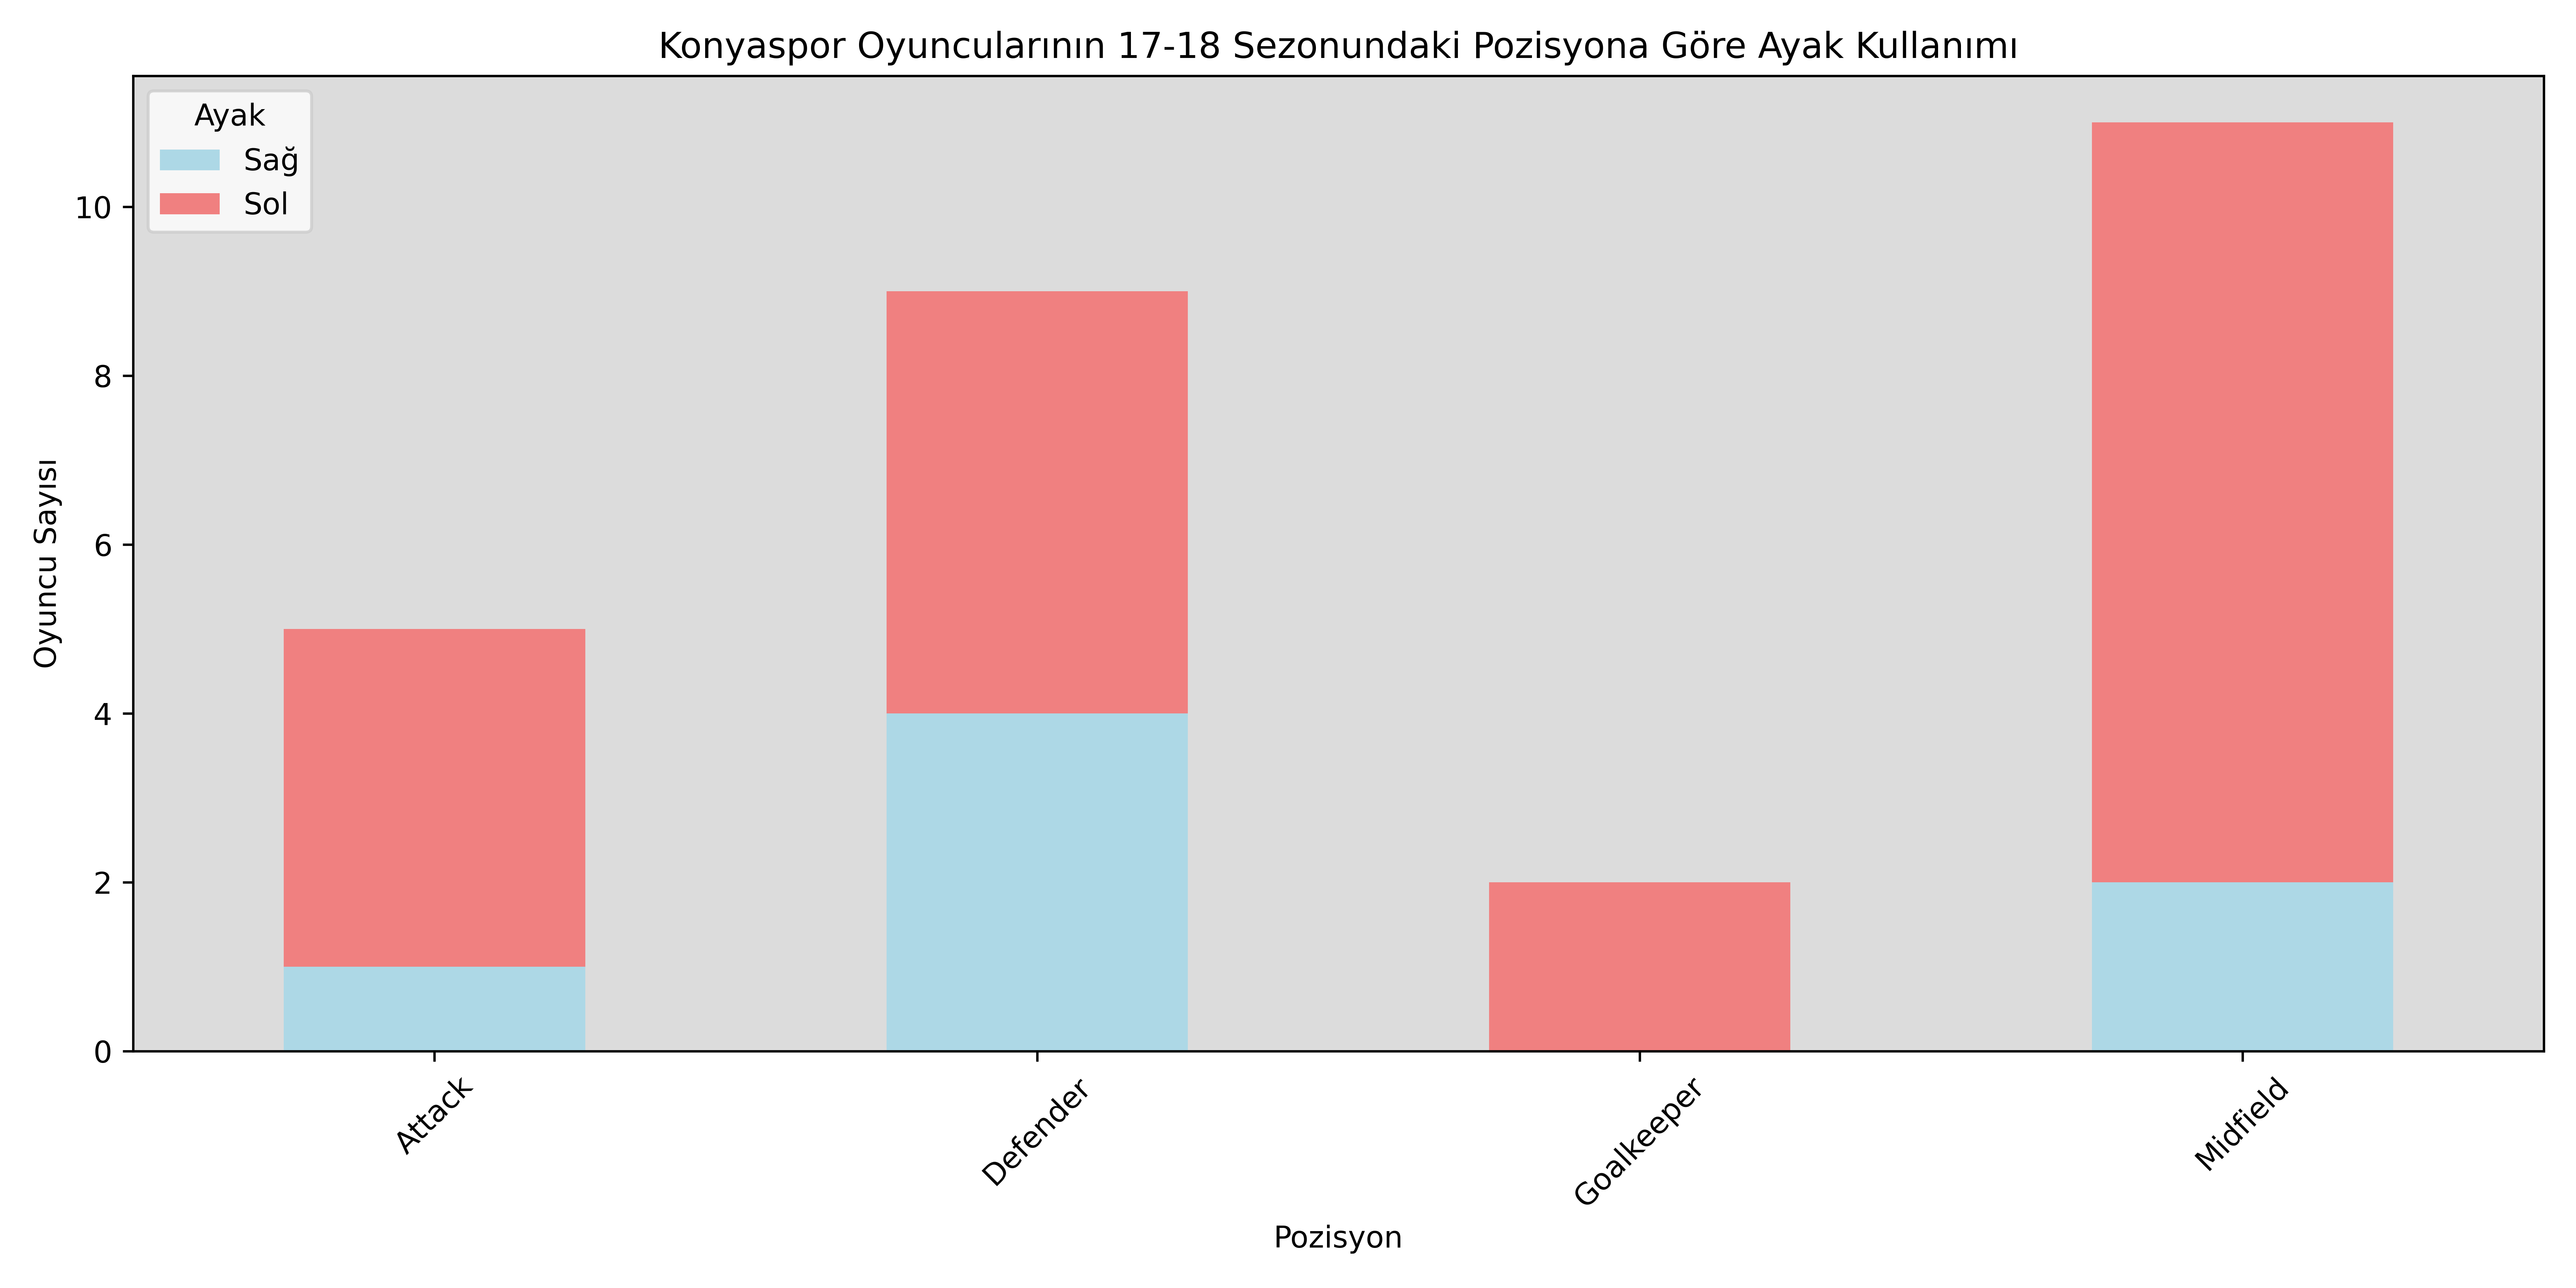 Konyaspor Oyuncularının 17-18 Sezonundaki Pozisyona Göre Ayak Kullanımı
Ayak
Sağ
Sol
Oyuncu Sayısı
10
8
6
4
2
0
Attack
Defender
Goalkeeper
Midfield
Pozisyon